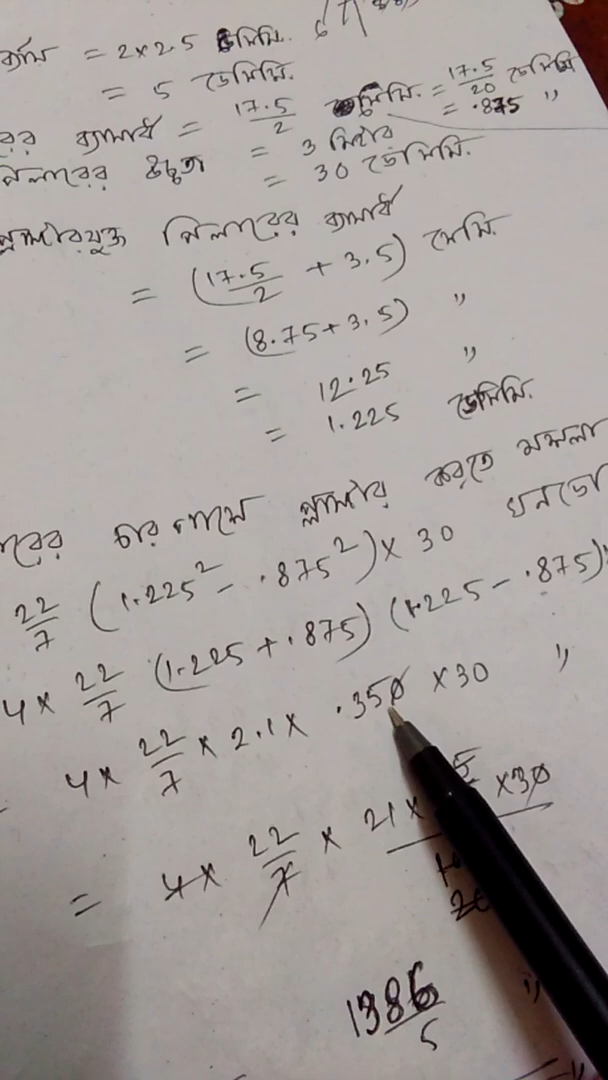 ব্যাস = 2×2.5 ডেসিমি.
= 5 ডেসিমি.
রের ব্যাসার্ধ = 17.5/2 সেমি. = 17.5/20 ডেসিমি
= .875 "
পিলারের উচ্চতা = 3 মিটার
= 30 ডেসিমি.
প্লাস্টারযুক্ত পিলারের ব্যাসার্ধ
= (17.5/2 + 3.5) সেমি.
= (8.75+3.5) "
= 12.25 "
= 1.225 ডেসিমি.
রের চার পাশে প্লাস্টার করতে মসলা
22/7 (1.225² - .875²)×30 ঘনডে
4× 22/7 (1.225+.875) (1.225-.875)
4× 22/7 × 2.1× .350 ×30 "
= 4× 22/7 × 21× ×30
1386/5 "